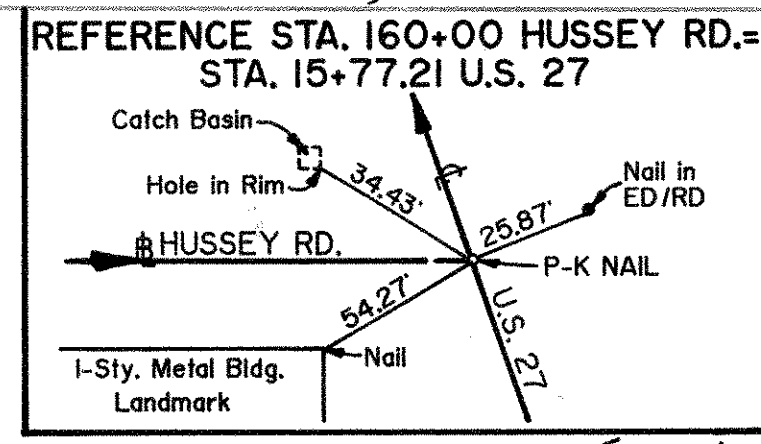 REFERENCE STA. 160+00 HUSSEY RD.=
STA. 15+77.21 U.S. 27
Catch Basin
Hole in Rim
34.43'
℄
Nail in
ED/RD
25.87'
HUSSEY RD.
P-K NAIL
54.27'
U.S. 27
Nail
1-Sty. Metal Bldg.
Landmark